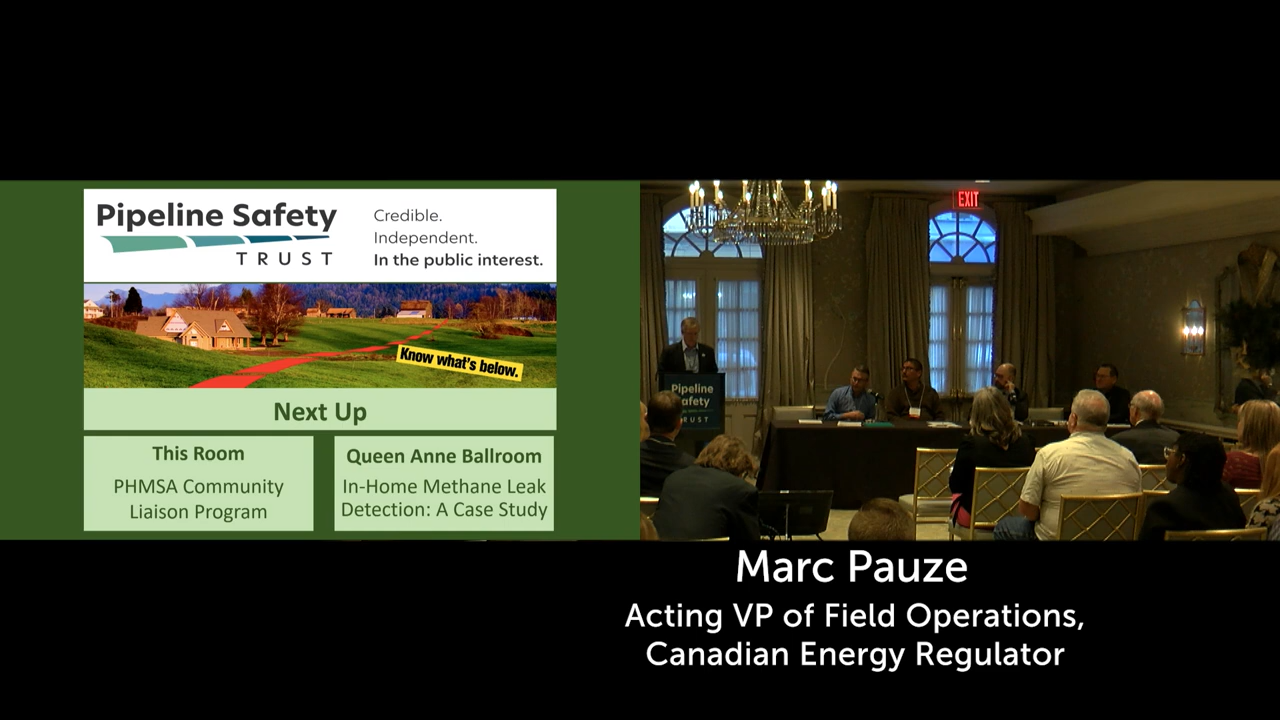 Pipeline Safety
TRUST
Credible.
Independent.
In the public interest.
Know what's below.
Next Up
This Room
PHMSA Community
Liaison Program
Queen Anne Ballroom
In-Home Methane Leak
Detection: A Case Study
EXIT
Pipeline
Safety
TRUST
Marc Pauze
Acting VP of Field Operations,
Canadian Energy Regulator